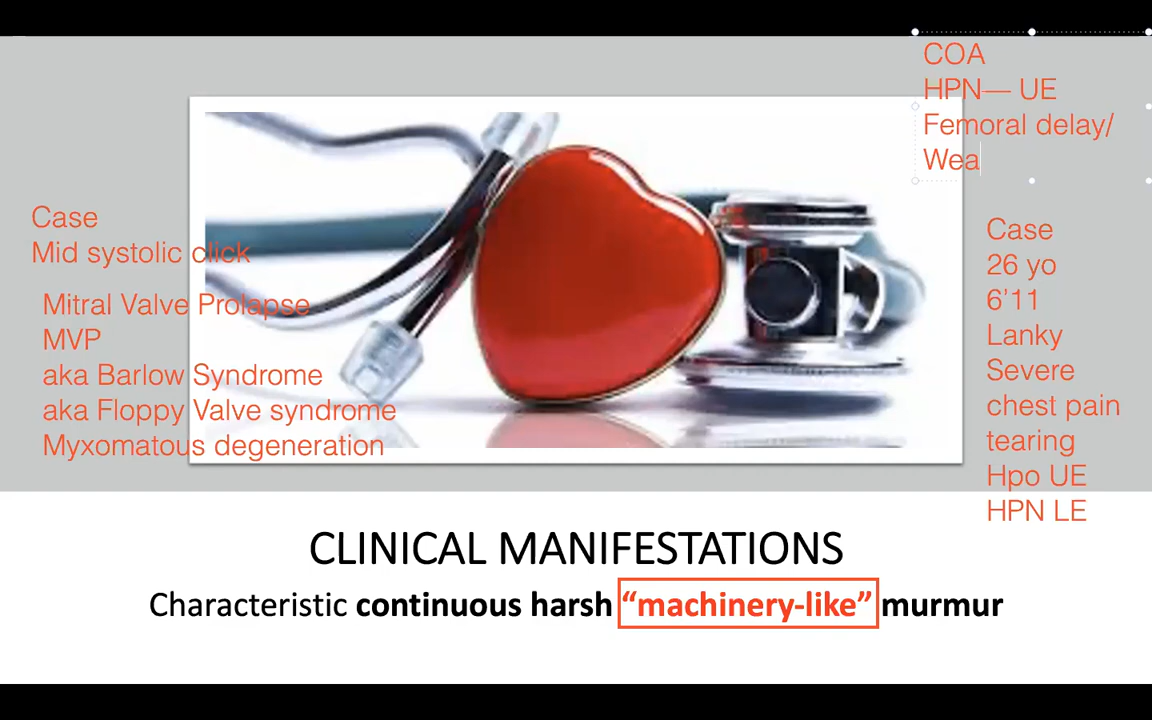 COA
HPN— UE
Femoral delay/
Wea
Case
Mid systolic click
Mitral Valve Prolapse
MVP
aka Barlow Syndrome
aka Floppy Valve syndrome
Myxomatous degeneration
Case
26 yo
6’11
Lanky
Severe
chest pain
tearing
Hpo UE
HPN LE
CLINICAL MANIFESTATIONS
Characteristic continuous harsh “machinery-like” murmur